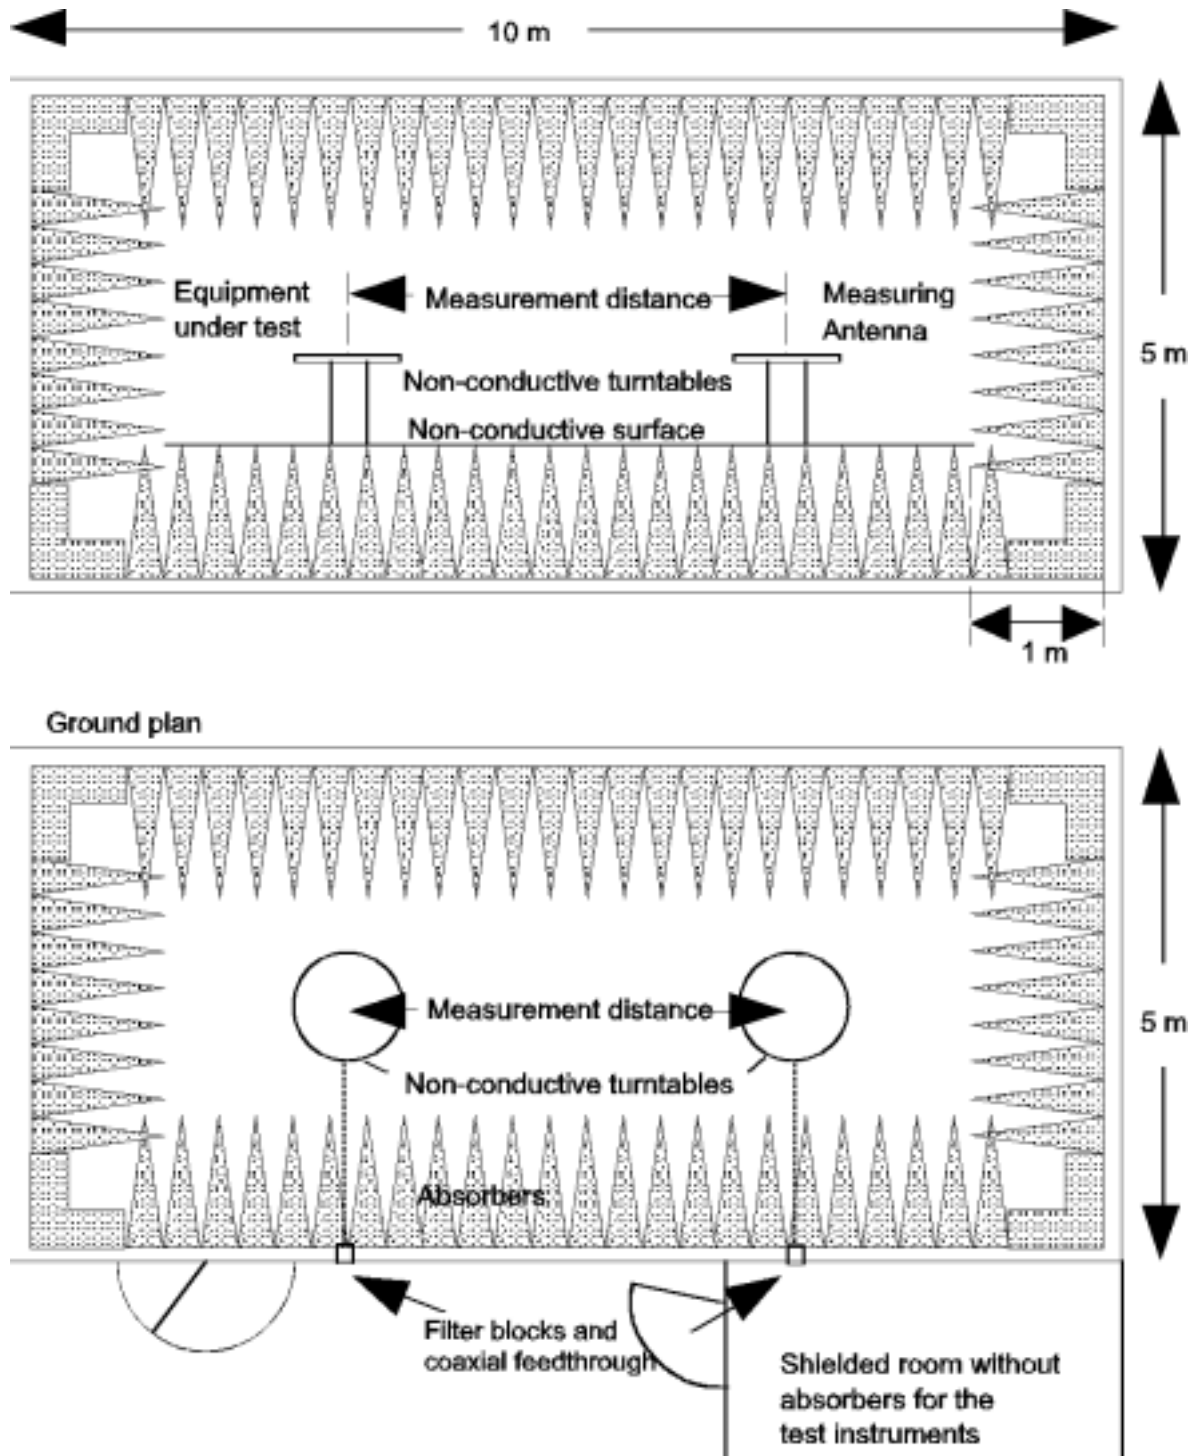 10 m
Equipment
under test
Measurement distance
Measuring
Antenna
5 m
Non-conductive turntables
Non-conductive surface
1 m
Ground plan
Measurement distance
5 m
Non-conductive turntables
Absorbers
Filter blocks and
coaxial feedthrough
Shielded room without
absorbers for the
test instruments